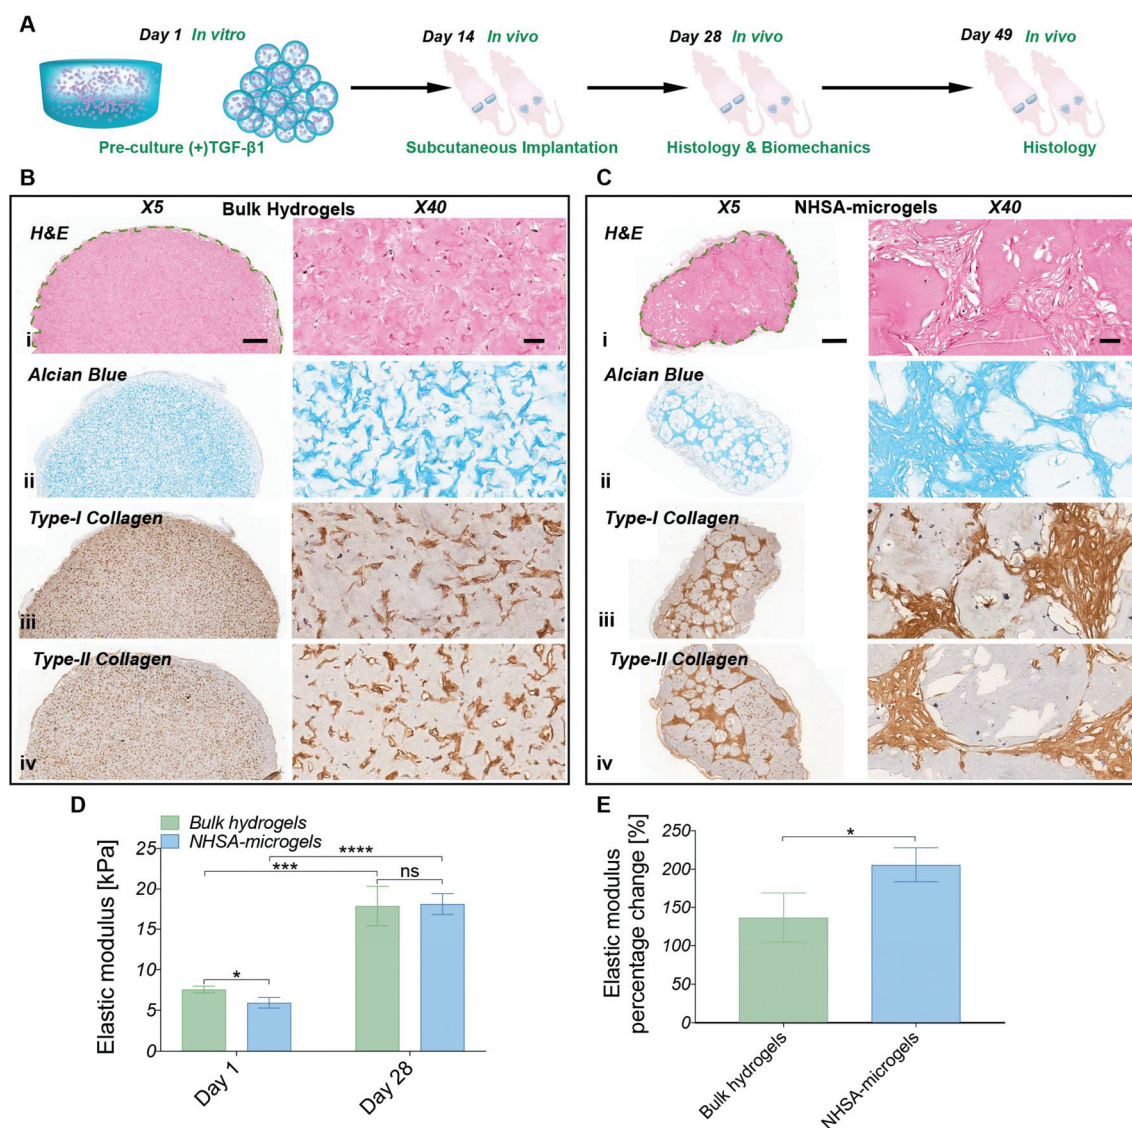 A
Day 1 In vitro
Day 14 In vivo
Day 28 In vivo
Day 49 In vivo
Pre-culture (+)TGF-β1
Subcutaneous Implantation
Histology & Biomechanics
Histology
B
X5 Bulk Hydrogels X40
H&E
i
Alcian Blue
ii
Type-I Collagen
iii
Type-II Collagen
iv
C
X5 NHSA-microgels X40
H&E
i
Alcian Blue
ii
Type-I Collagen
iii
Type-II Collagen
iv
D
Bulk hydrogels
NHSA-microgels
Elastic modulus [kPa]
25
20
15
10
5
0
*
***
****
ns
Day 1
Day 28
E
Elastic modulus
percentage change [%]
250
200
150
100
50
0
*
Bulk hydrogels
NHSA-microgels